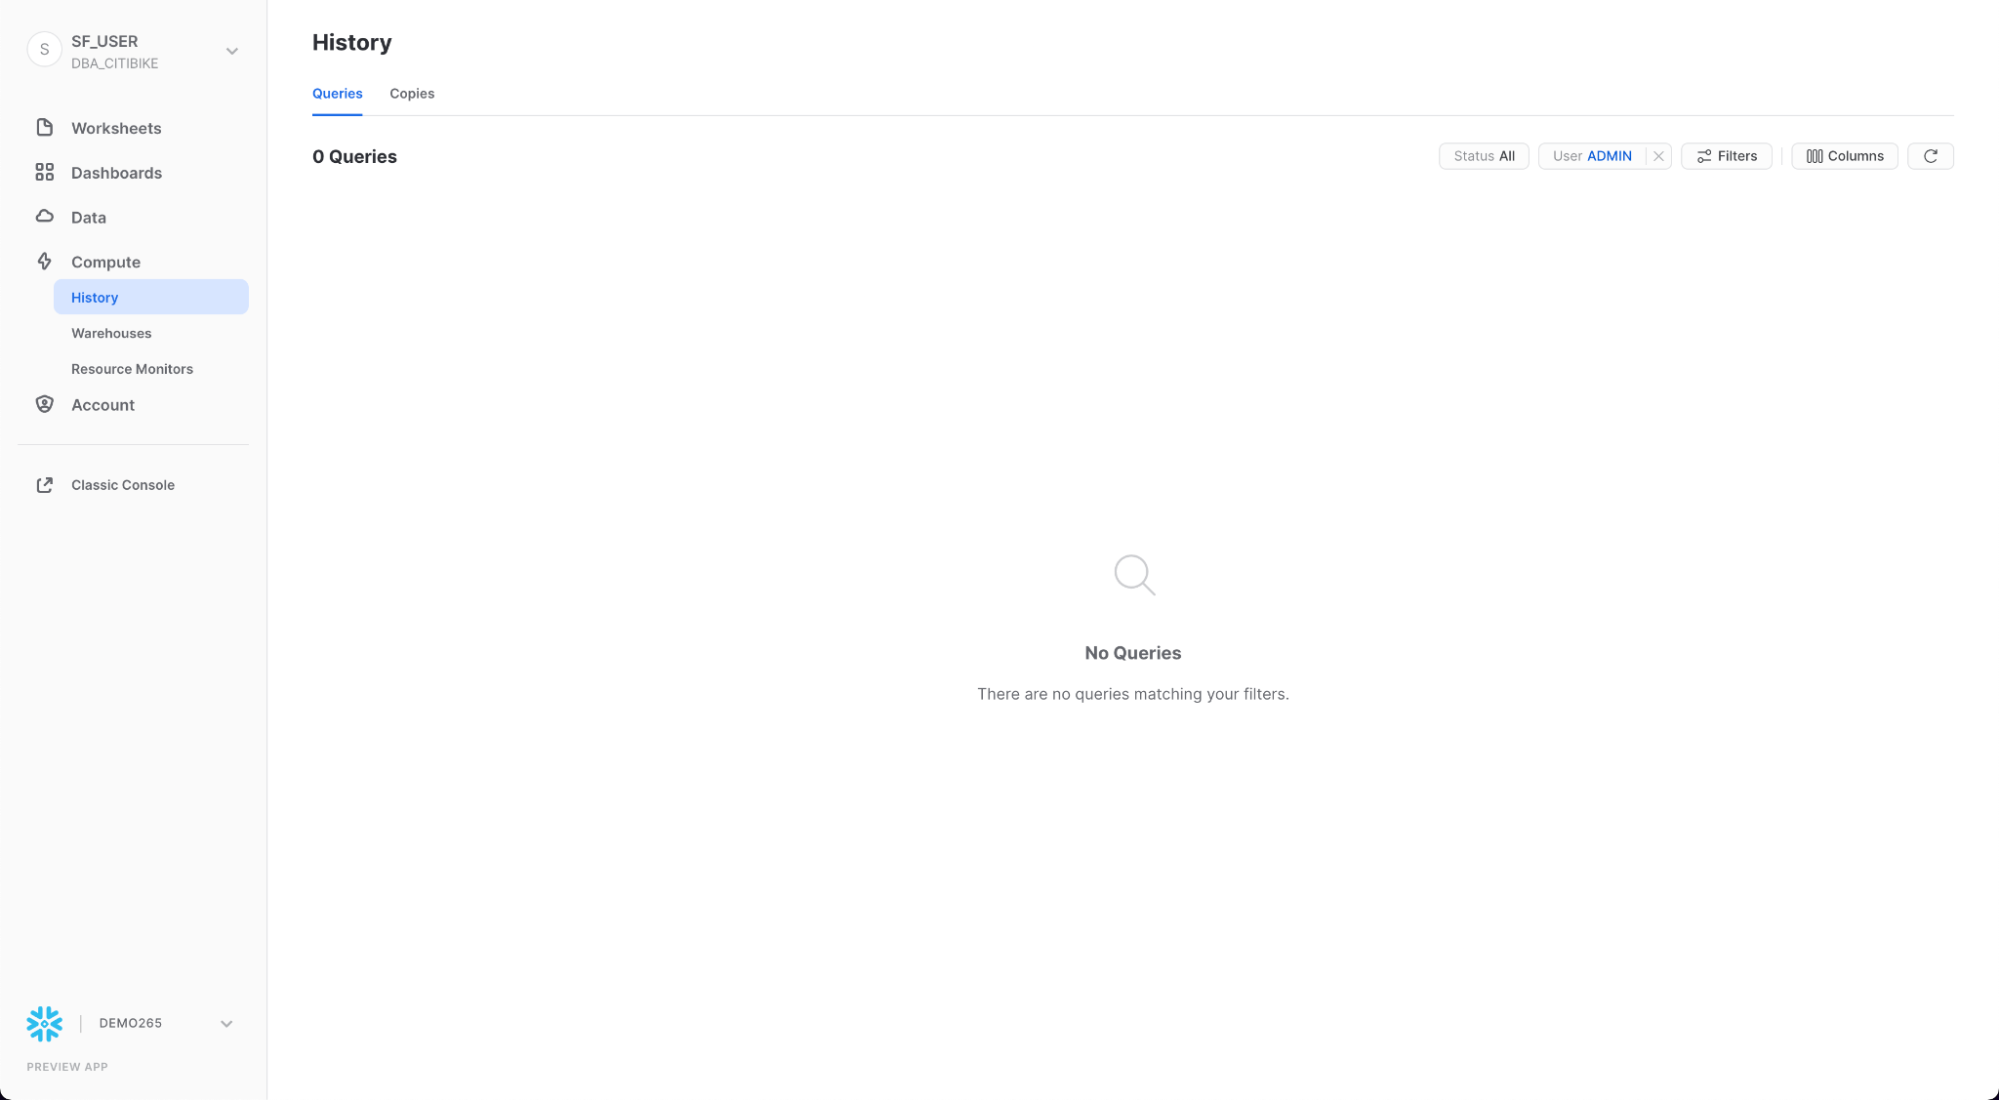 S
SF_USER
DBA_CITIBIKE
Worksheets
Dashboards
Data
Compute
History
Warehouses
Resource Monitors
Account
Classic Console
DEMO265
PREVIEW APP
History
Queries Copies
0 Queries
Status All User ADMIN Filters Columns
No Queries
There are no queries matching your filters.